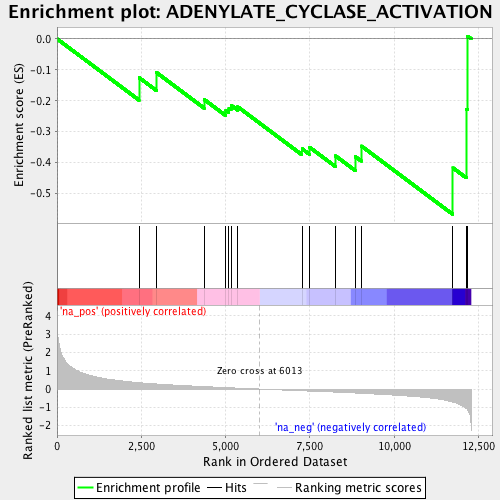 Enrichment plot: ADENYLATE_CYCLASE_ACTIVATION
Enrichment score (ES)
0.0
-0.1
-0.2
-0.3
-0.4
-0.5
'na_pos' (positively correlated)
Ranked list metric (PreRanked)
4
3
2
1
0
-1
-2
Zero cross at 6013
'na_neg' (negatively correlated)
0
2,500
5,000
7,500
10,000
12,500
Rank in Ordered Dataset
Enrichment profile
Hits
Ranking metric scores